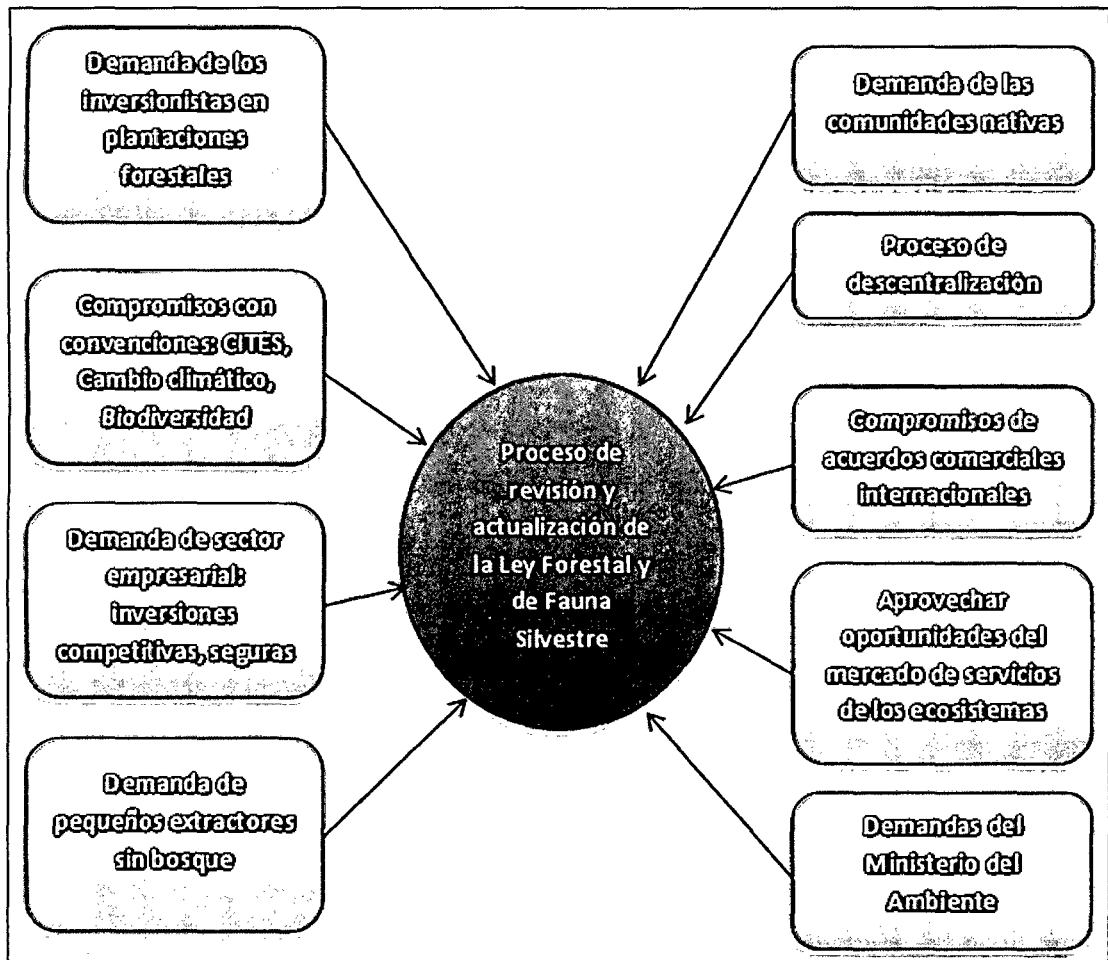 Demanda de los
inversionistas en
plantaciones
forestales
Compromisos con
convenciones: CITES,
Cambio climático,
Biodiversidad
Demanda de sector
empresarial:
inversiones
competitivas, seguras
Demanda de
pequeños extractores
sin bosque
Proceso de
revisión y
actualización de
la Ley Forestal y
de Fauna
Silvestre
Demanda de las
comunidades nativas
Proceso de
descentralización
Compromisos de
acuerdos comerciales
internacionales
Aprovechar
oportunidades del
mercado de servicios
de los ecosistemas
Demandas del
Ministerio del
Ambiente